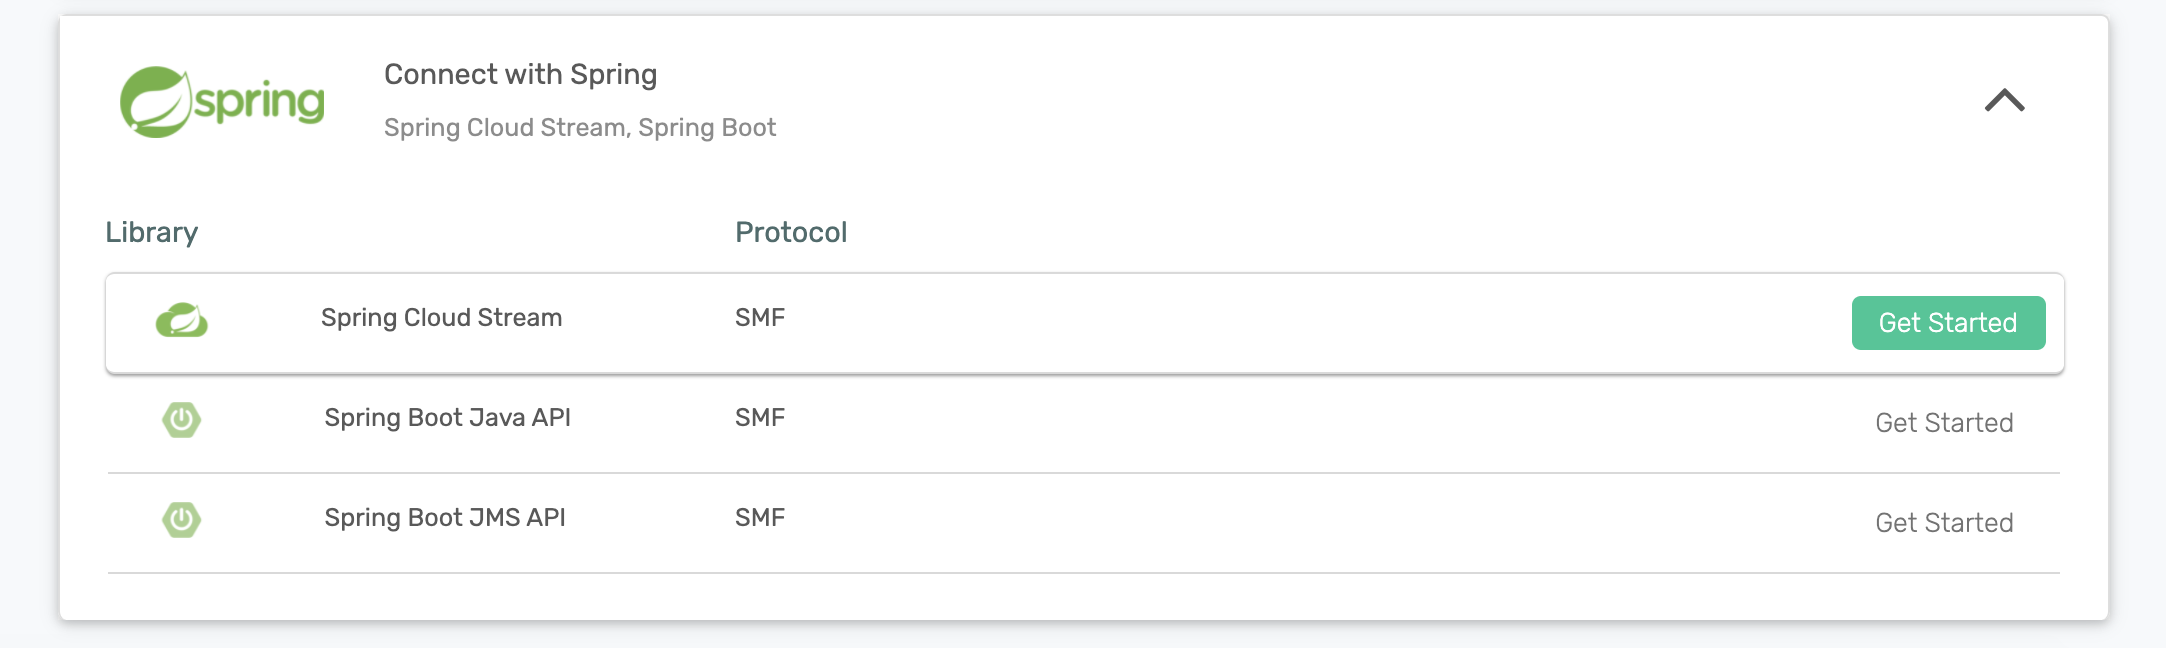 spring
Connect with Spring
Spring Cloud Stream, Spring Boot
Library Protocol
Spring Cloud Stream SMF Get Started
Spring Boot Java API SMF Get Started
Spring Boot JMS API SMF Get Started